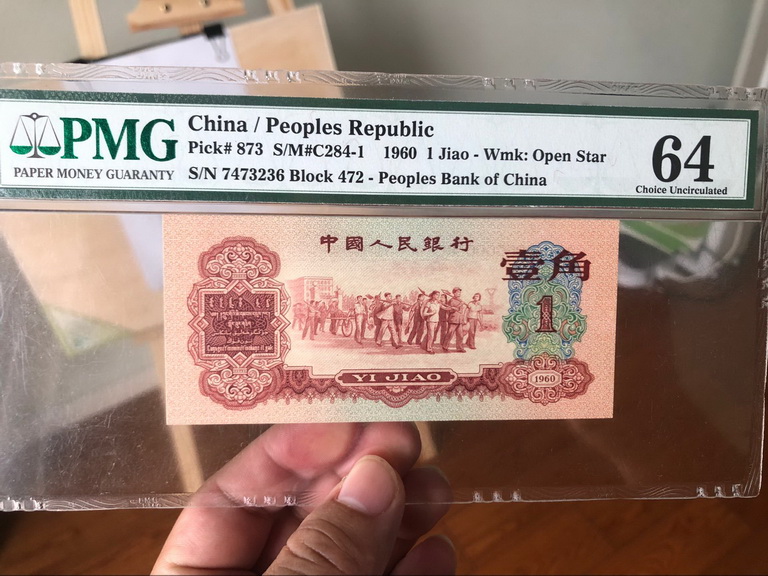 PMG
PAPER MONEY GUARANTY
China / Peoples Republic
Pick# 873 S/M#C284-1 1960 1 Jiao - Wmk: Open Star
S/N 7473236 Block 472 - Peoples Bank of China
64
Choice Uncirculated
中國人民銀行
壹角
1
YI JIAO
1960